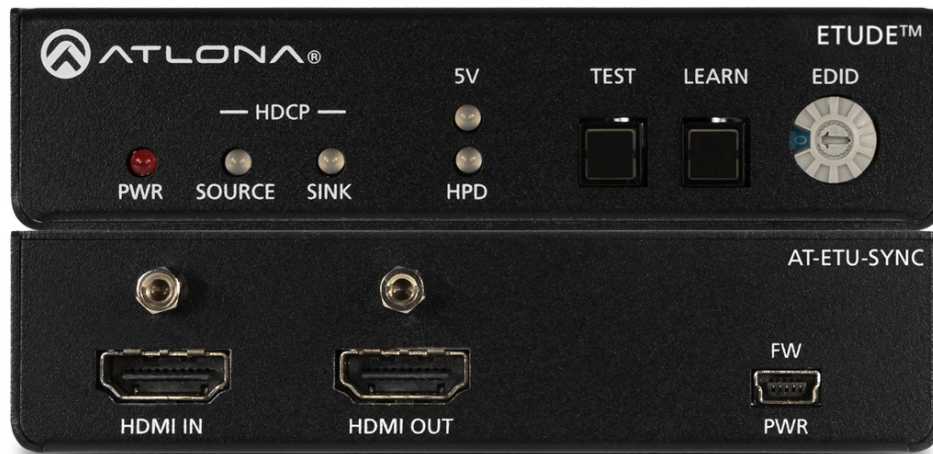 ATLONA®
ETUDE™
5V
TEST
LEARN
EDID
HDCP
0
PWR
SOURCE
SINK
HPD
AT-ETU-SYNC
FW
HDMI IN
HDMI OUT
PWR